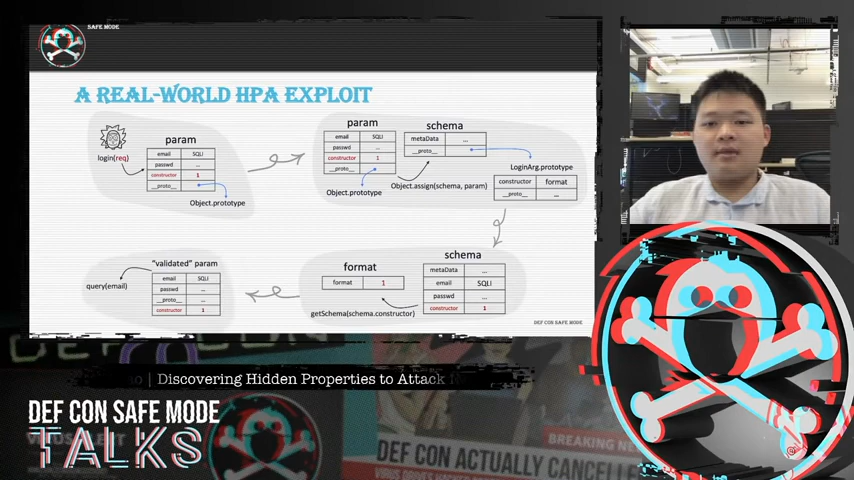 SAFE MODE
A REAL-WORLD HPA EXPLOIT
login(req)
param
email SQLI
passwd ...
constructor 1
__proto__
Object.prototype
param
email SQLI
passwd ...
constructor 1
__proto__
Object.prototype
schema
metaData ...
__proto__
Object.assign(schema, param)
LoginArg.prototype
constructor format
__proto__ ...
schema
metaData ...
email SQLI
passwd ...
constructor 1
format
format 1
getSchema(schema.constructor)
"validated" param
email SQLI
passwd ...
__proto__ ...
constructor 1
query(email)
DEF CON SAFE MODE
| Discovering Hidden Properties to Attack
DEF CON SAFE MODE
TALKS
BREAKING
DEF CON ACTUALLY CANCELLE